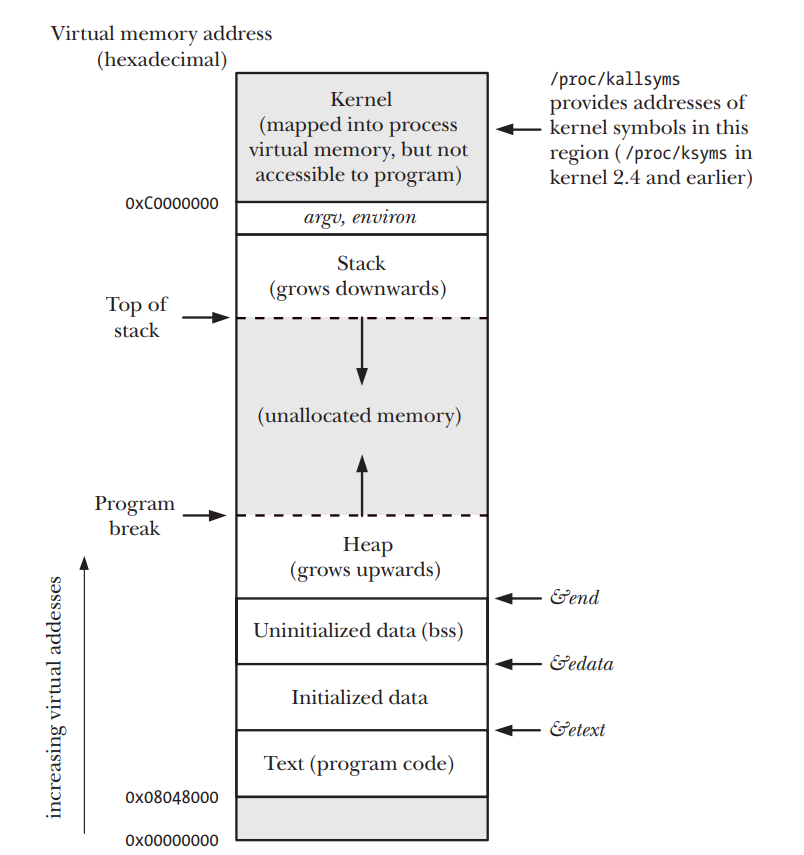 Virtual memory address
(hexadecimal)
/proc/kallsyms
provides addresses of
kernel symbols in this
region ( /proc/ksyms in
kernel 2.4 and earlier)
Kernel
(mapped into process
virtual memory, but not
accessible to program)
0xC0000000
argv, environ
Stack
(grows downwards)
Top of
stack
(unallocated memory)
Program
break
Heap
(grows upwards)
&end
Uninitialized data (bss)
&edata
Initialized data
&etext
Text (program code)
0x08048000
0x00000000
increasing virtual addesses